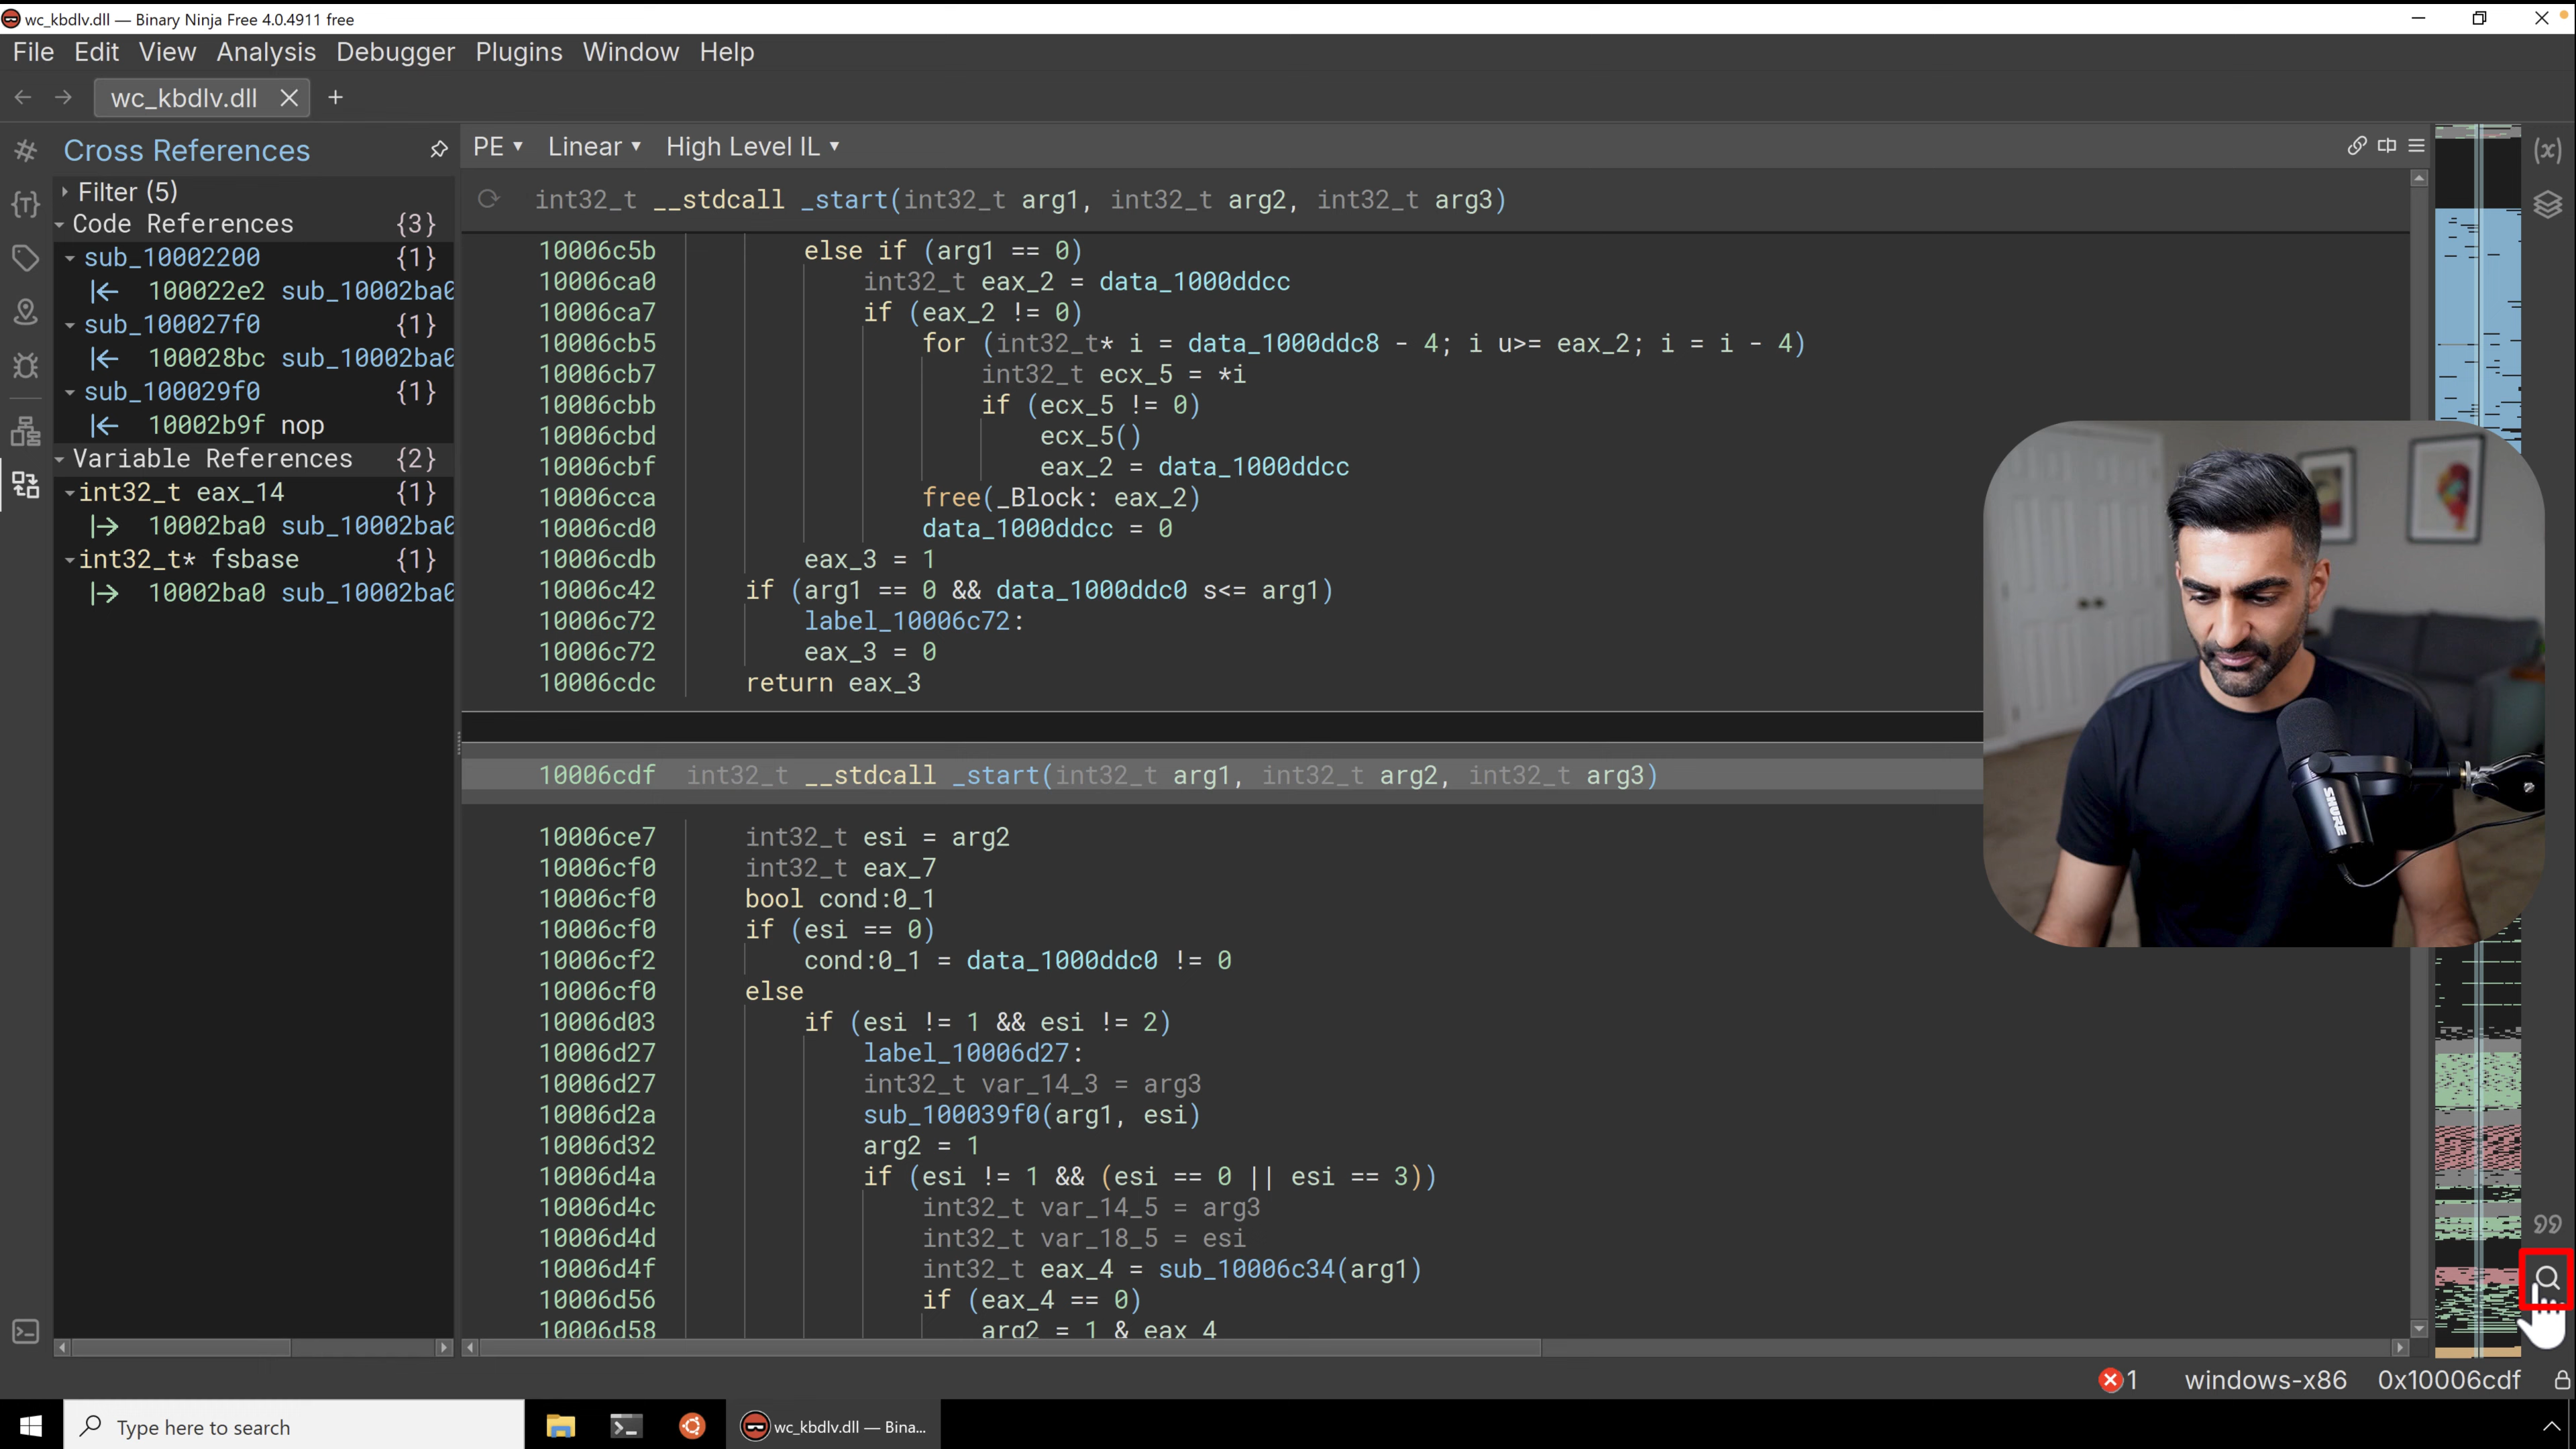 wc_kbdlv.dll — Binary Ninja Free 4.0.4911 free
File Edit View Analysis Debugger Plugins Window Help
wc_kbdlv.dll
Cross References
Filter (5)
Code References {3}
sub_10002200 {1}
100022e2 sub_10002ba0
sub_100027f0 {1}
100028bc sub_10002ba0
sub_100029f0 {1}
10002b9f nop
Variable References {2}
int32_t eax_14 {1}
10002ba0 sub_10002ba0
int32_t* fsbase {1}
10002ba0 sub_10002ba0
PE Linear High Level IL
int32_t __stdcall _start(int32_t arg1, int32_t arg2, int32_t arg3)
10006c5b else if (arg1 == 0)
10006ca0 int32_t eax_2 = data_1000ddcc
10006ca7 if (eax_2 != 0)
10006cb5 for (int32_t* i = data_1000ddc8 - 4; i u>= eax_2; i = i - 4)
10006cb7 int32_t ecx_5 = *i
10006cbb if (ecx_5 != 0)
10006cbd ecx_5()
10006cbf eax_2 = data_1000ddcc
10006cca free(_Block: eax_2)
10006cd0 data_1000ddcc = 0
10006cdb eax_3 = 1
10006c42 if (arg1 == 0 && data_1000ddc0 s<= arg1)
10006c72 label_10006c72:
10006c72 eax_3 = 0
10006cdc return eax_3
10006cdf int32_t __stdcall _start(int32_t arg1, int32_t arg2, int32_t arg3)
10006ce7 int32_t esi = arg2
10006cf0 int32_t eax_7
10006cf0 bool cond:0_1
10006cf0 if (esi == 0)
10006cf2 cond:0_1 = data_1000ddc0 != 0
10006cf0 else
10006d03 if (esi != 1 && esi != 2)
10006d27 label_10006d27:
10006d27 int32_t var_14_3 = arg3
10006d2a sub_100039f0(arg1, esi)
10006d32 arg2 = 1
10006d4a if (esi != 1 && (esi == 0 || esi == 3))
10006d4c int32_t var_14_5 = arg3
10006d4d int32_t var_18_5 = esi
10006d4f int32_t eax_4 = sub_10006c34(arg1)
10006d56 if (eax_4 == 0)
10006d58 arg2 = 1 & eax_4
SHURE
1 windows-x86 0x10006cdf
Type here to search
wc_kbdlv.dll — Bina...